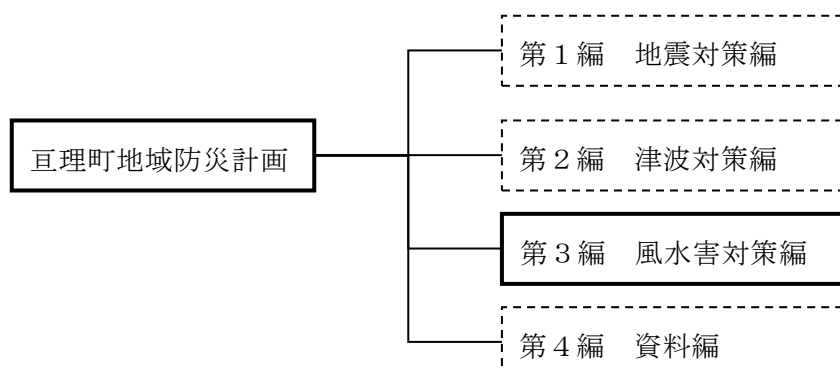 第１編　地震対策編
亘理町地域防災計画
第２編　津波対策編
第３編　風水害対策編
第４編　資料編